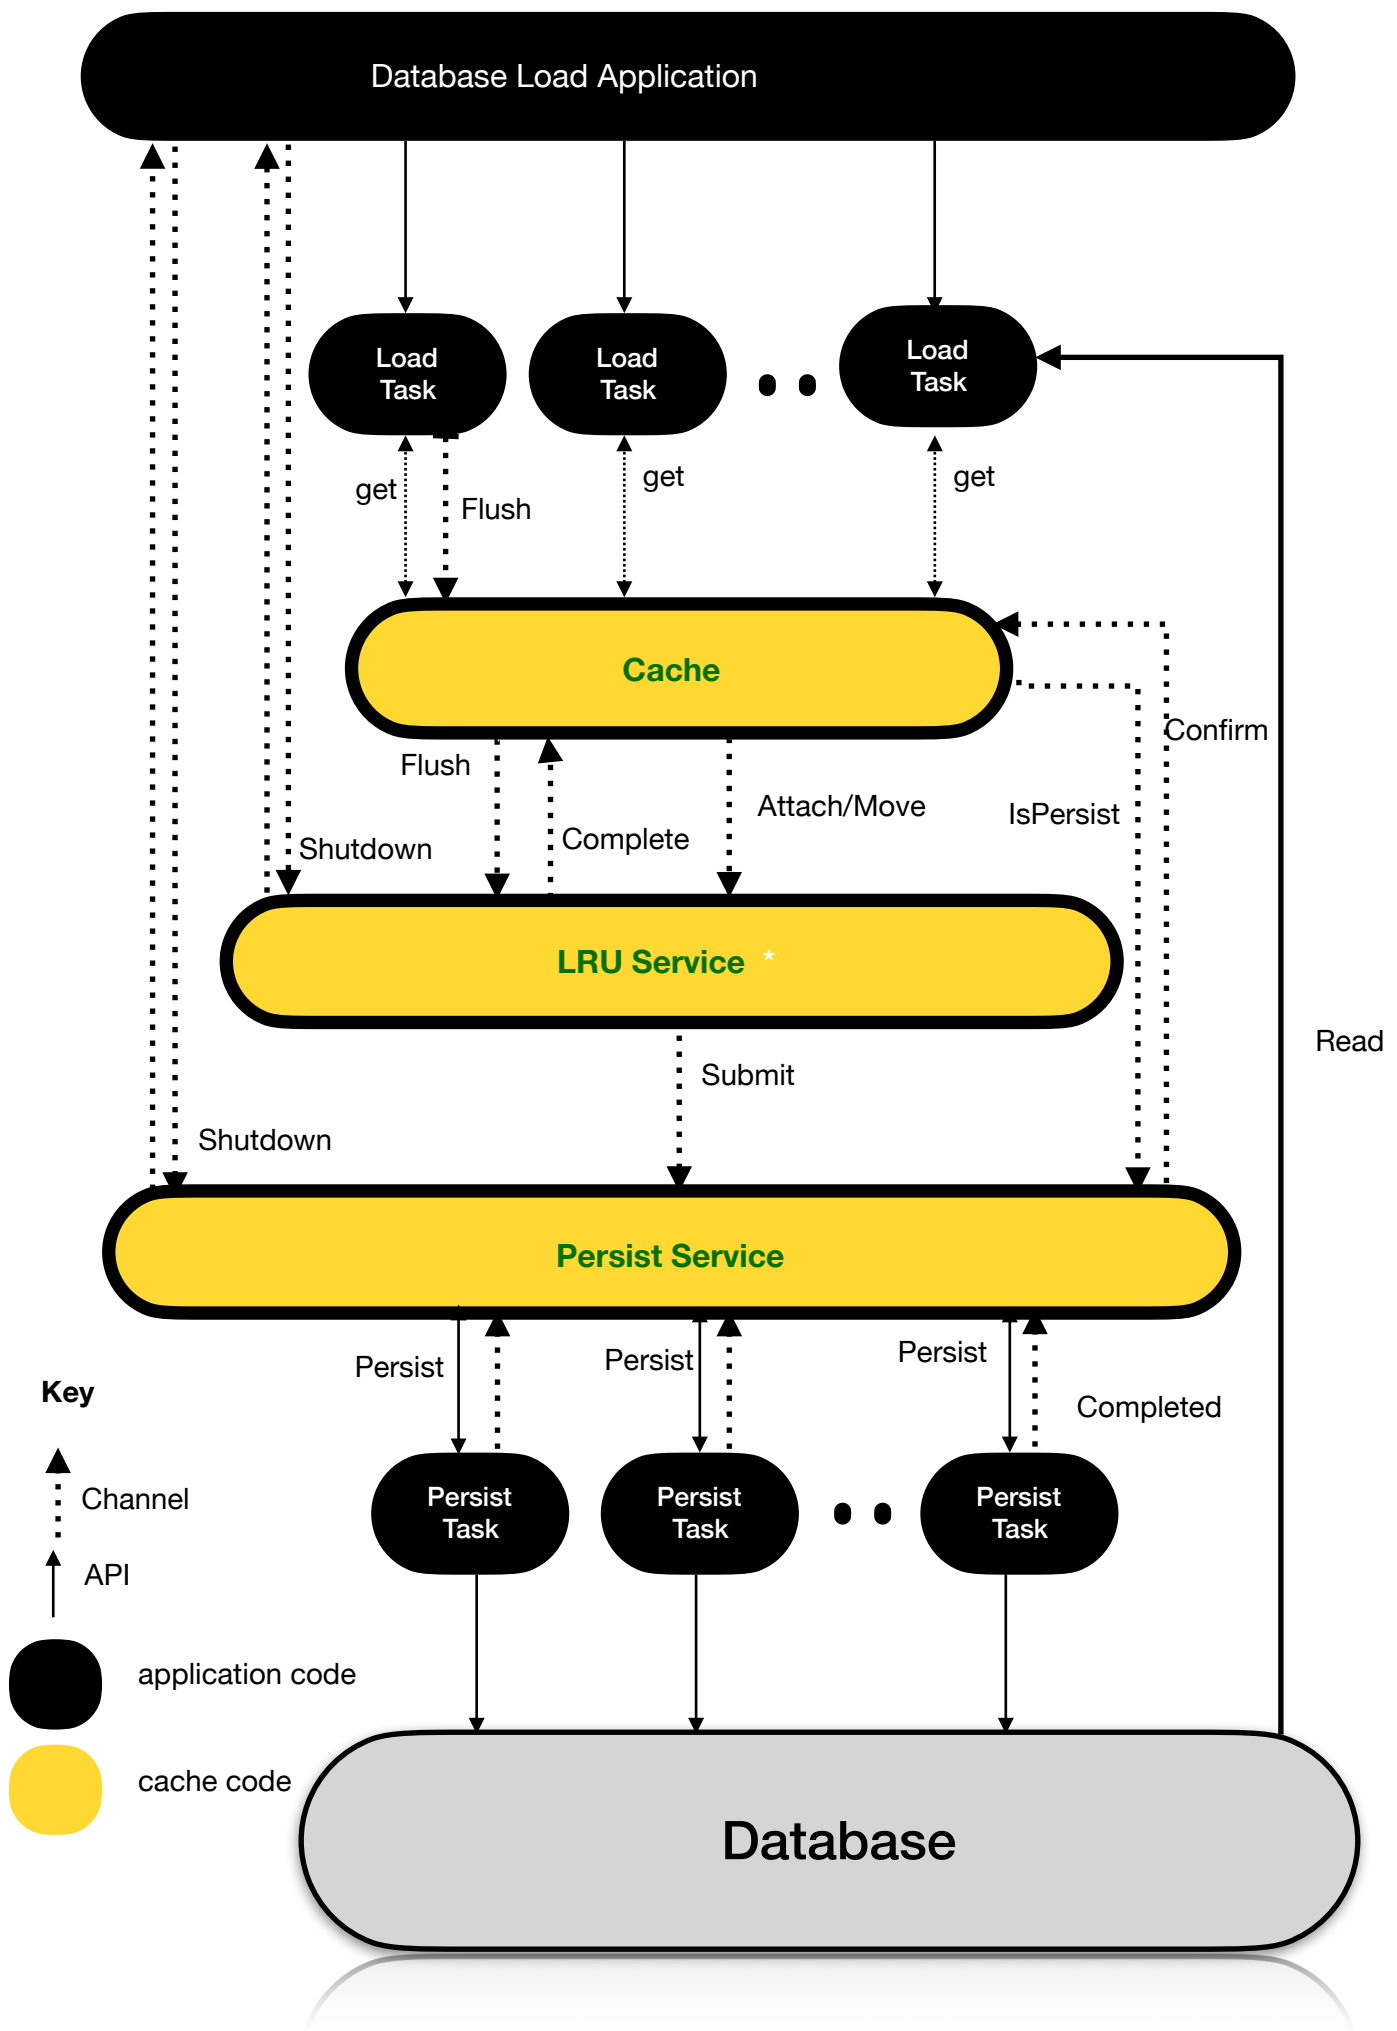 Database Load Application
Load
Task
Load
Task
Load
Task
get
Flush
get
get
Cache
Confirm
Flush
Attach/Move
IsPersist
Shutdown
Complete
LRU Service *
Read
Submit
Shutdown
Persist Service
Persist
Persist
Persist
Key
Completed
Channel
Persist
Task
Persist
Task
Persist
Task
API
application code
cache code
Database